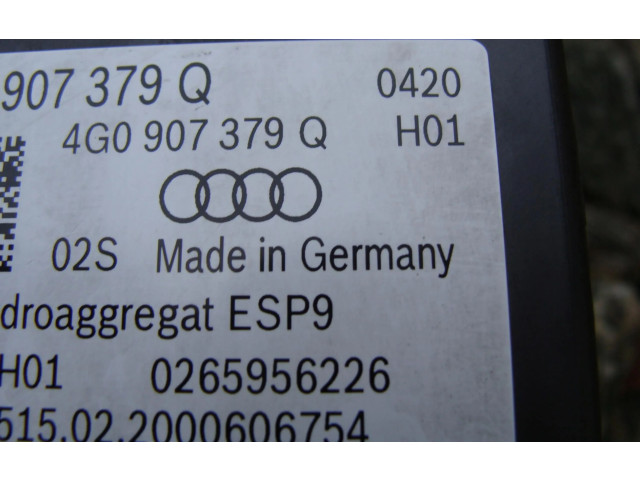 907 379 Q 0420
4G0 907 379 Q H01
02S Made in Germany
droaggregat ESP9
H01 0265956226
515.02.2000606754